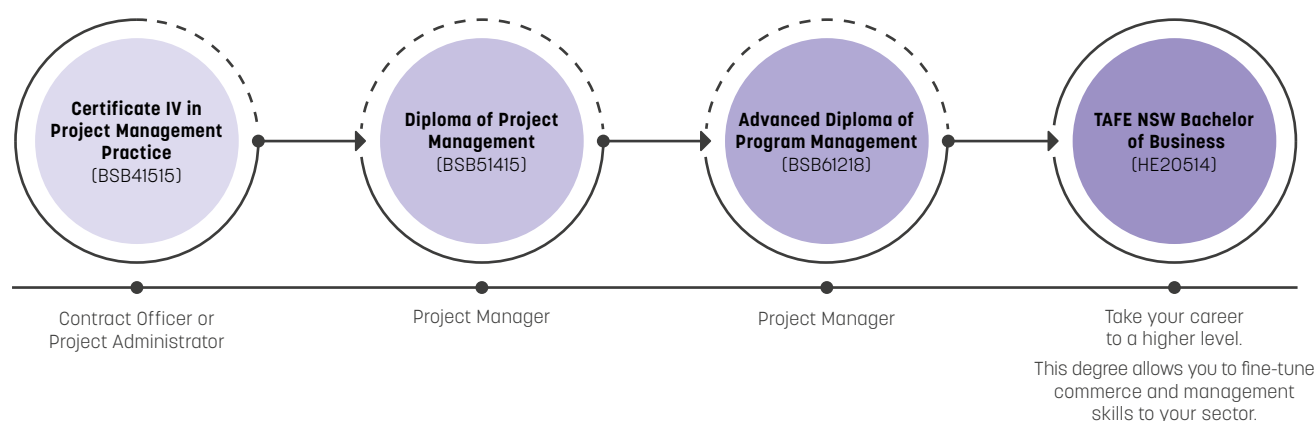 Certificate IV in
Project Management
Practice
(BSB41515)
Diploma of Project
Management
(BSB51415)
Advanced Diploma of
Program Management
(BSB61218)
TAFE NSW Bachelor
of Business
(HE20514)
Contract Officer or
Project Administrator
Project Manager
Project Manager
Take your career
to a higher level.
This degree allows you to fine-tune
commerce and management
skills to your sector.